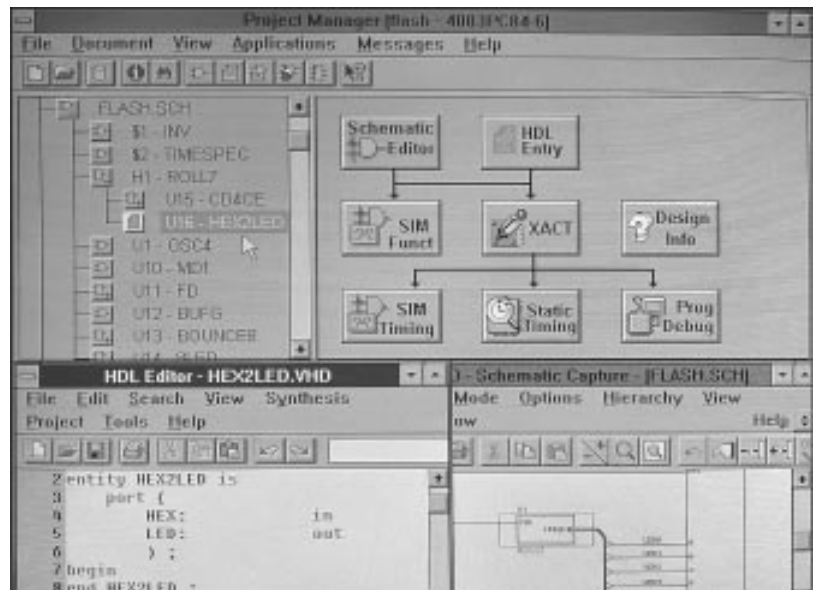 Project Manager [flash - 4003PC84-6]
File Document View Applications Messages Help
FLASH.SCH
$1 - INV
$2 - TIMESPEC
H1 - ROLL7
U15 - CD4CE
U16 - HEX2LED
U1 - OSC4
U10 - MD1
U11 - FD
U12 - BUFG
U13 - BOUNCER
Schematic Editor
HDL Entry
SIM Funct
XACT
Design Info
SIM Timing
Static Timing
Prog Debug
HDL Editor - HEX2LED.VHD
File Edit Search View Synthesis
Project Tools Help
2 entity HEX2LED is
3 port (
4 HEX: in
5 LED: out
6 ) ;
7 begin
8 end HEX2LED ;
- Schematic Capture - [FLASH.SCH]
Mode Options Hierarchy View
ow Help